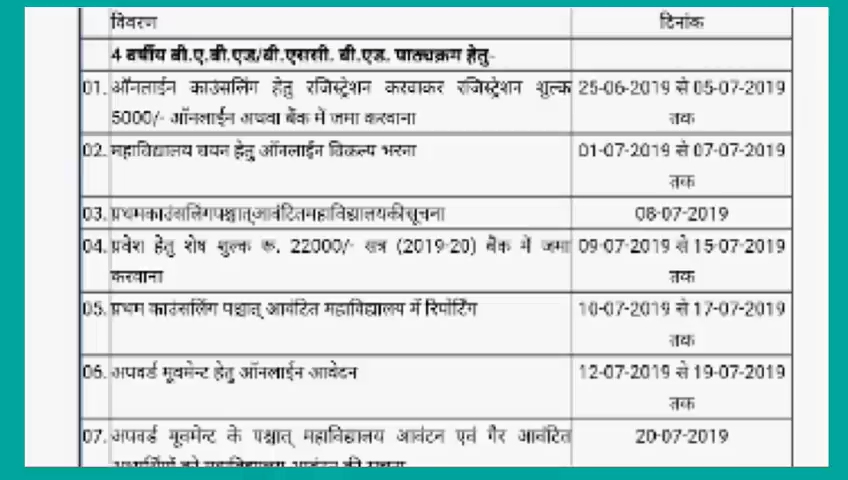 विवरण दिनांक
4 वर्षीय बी.ए.बी.एड/बी.एससी. बी.एड. पाठ्यक्रम हेतु-
01. ऑनलाईन काउंसलिंग हेतु रजिस्ट्रेशन करवाकर रजिस्ट्रेशन शुल्क 25-06-2019 से 05-07-2019
5000/- ऑनलाईन अथवा बैंक में जमा करवाना तक
02. महाविद्यालय चयन हेतु ऑनलाईन विकल्प भरना 01-07-2019 से 07-07-2019
तक
03. प्रथमकाउंसलिंगपश्चात्आवंटितमहाविद्यालयकीसूचना 08-07-2019
04. प्रवेश हेतु शेष शुल्क रू. 22000/- सत्र (2019-20) बैंक में जमा 09-07-2019 से 15-07-2019
करवाना तक
05. प्रथम काउंसलिंग पश्चात् आवंटित महाविद्यालय में रिपोर्टिंग 10-07-2019 से 17-07-2019
तक
06. अपवर्ड मूवमेन्ट हेतु ऑनलाईन आवेदन 12-07-2019 से 19-07-2019
तक
07. अपवर्ड मूवमेन्ट के पश्चात् महाविद्यालय आवंटन एवं गैर आवंटित 20-07-2019